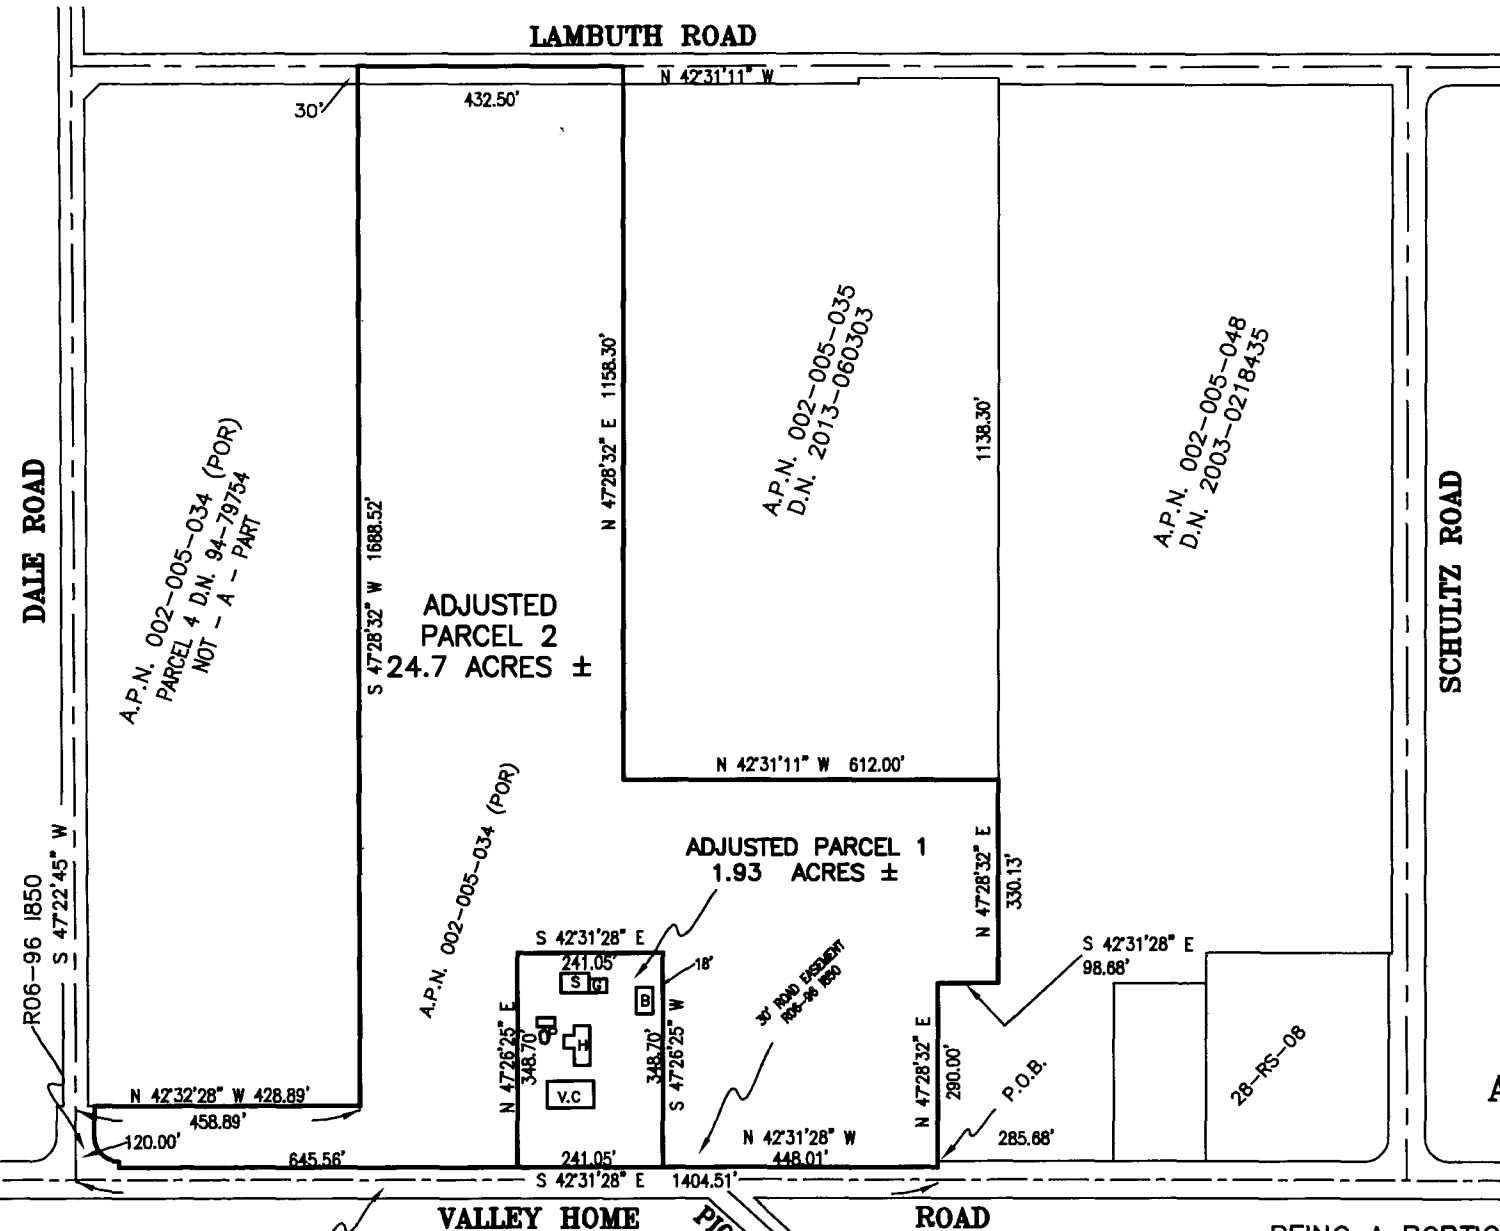 LAMBUTH ROAD
N 42°31'11" W
30'
432.50'
A.P.N. 002-005-035
D.N. 2013-060303
A.P.N. 002-005-048
D.N. 2003-0218435
N 47°28'32" E 1158.30'
1138.30'
DALE ROAD
A.P.N. 002-005-034 (POR)
PARCEL 4 D.N. 94-79754
NOT - A - PART
S 47°28'32" W 1688.52'
SCHULTZ ROAD
ADJUSTED
PARCEL 2
24.7 ACRES ±
N 42°31'11" W 612.00'
A.P.N. 002-005-034 (POR)
ADJUSTED PARCEL 1
1.93 ACRES ±
N 47°28'32" E
330.13'
R06-96 1850
S 47°22'45" W
S 42°31'28" E
241.05'
18'
S
G
B
H
V.C
N 47°26'25" E
348.70'
348.70'
S 47°26'25" W
30' ROAD EASEMENT
R06-96 1850
S 42°31'28" E
98.68'
N 47°28'32" E
290.00'
P.O.B.
28-RS-08
N 42°32'28" W 428.89'
458.89'
120.00'
645.56'
241.05'
N 42°31'28" W
448.01'
285.68'
S 42°31'28" E 1404.51'
VALLEY HOME ROAD